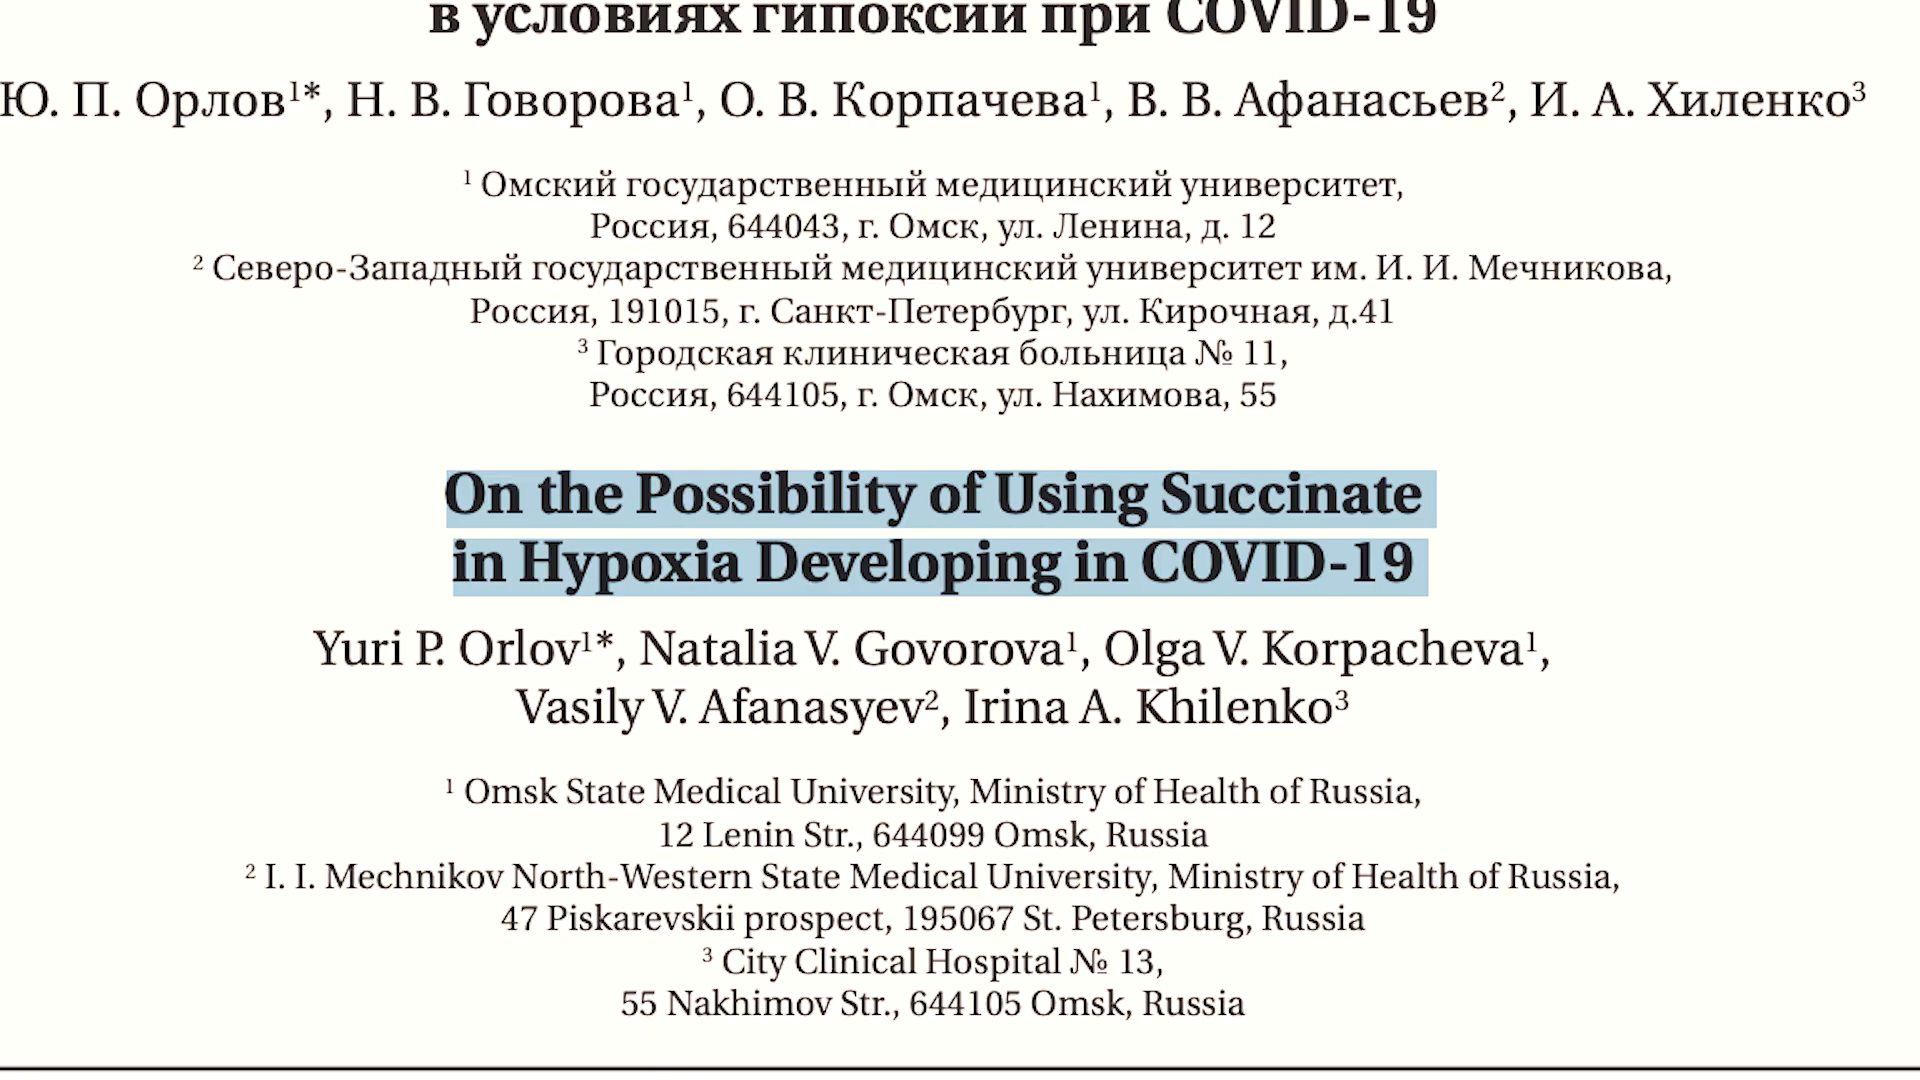 в условиях гипоксии при COVID-19
Ю. П. Орлов¹*, Н. В. Говорова¹, О. В. Корпачева¹, В. В. Афанасьев², И. А. Хиленко³
¹ Омский государственный медицинский университет,
Россия, 644043, г. Омск, ул. Ленина, д. 12
² Северо-Западный государственный медицинский университет им. И. И. Мечникова,
Россия, 191015, г. Санкт-Петербург, ул. Кирочная, д.41
³ Городская клиническая больница № 11,
Россия, 644105, г. Омск, ул. Нахимова, 55
On the Possibility of Using Succinate
in Hypoxia Developing in COVID-19
Yuri P. Orlov¹*, Natalia V. Govorova¹, Olga V. Korpacheva¹,
Vasily V. Afanasyev², Irina A. Khilenko³
¹ Omsk State Medical University, Ministry of Health of Russia,
12 Lenin Str., 644099 Omsk, Russia
² I. I. Mechnikov North-Western State Medical University, Ministry of Health of Russia,
47 Piskarevskii prospect, 195067 St. Petersburg, Russia
³ City Clinical Hospital № 13,
55 Nakhimov Str., 644105 Omsk, Russia